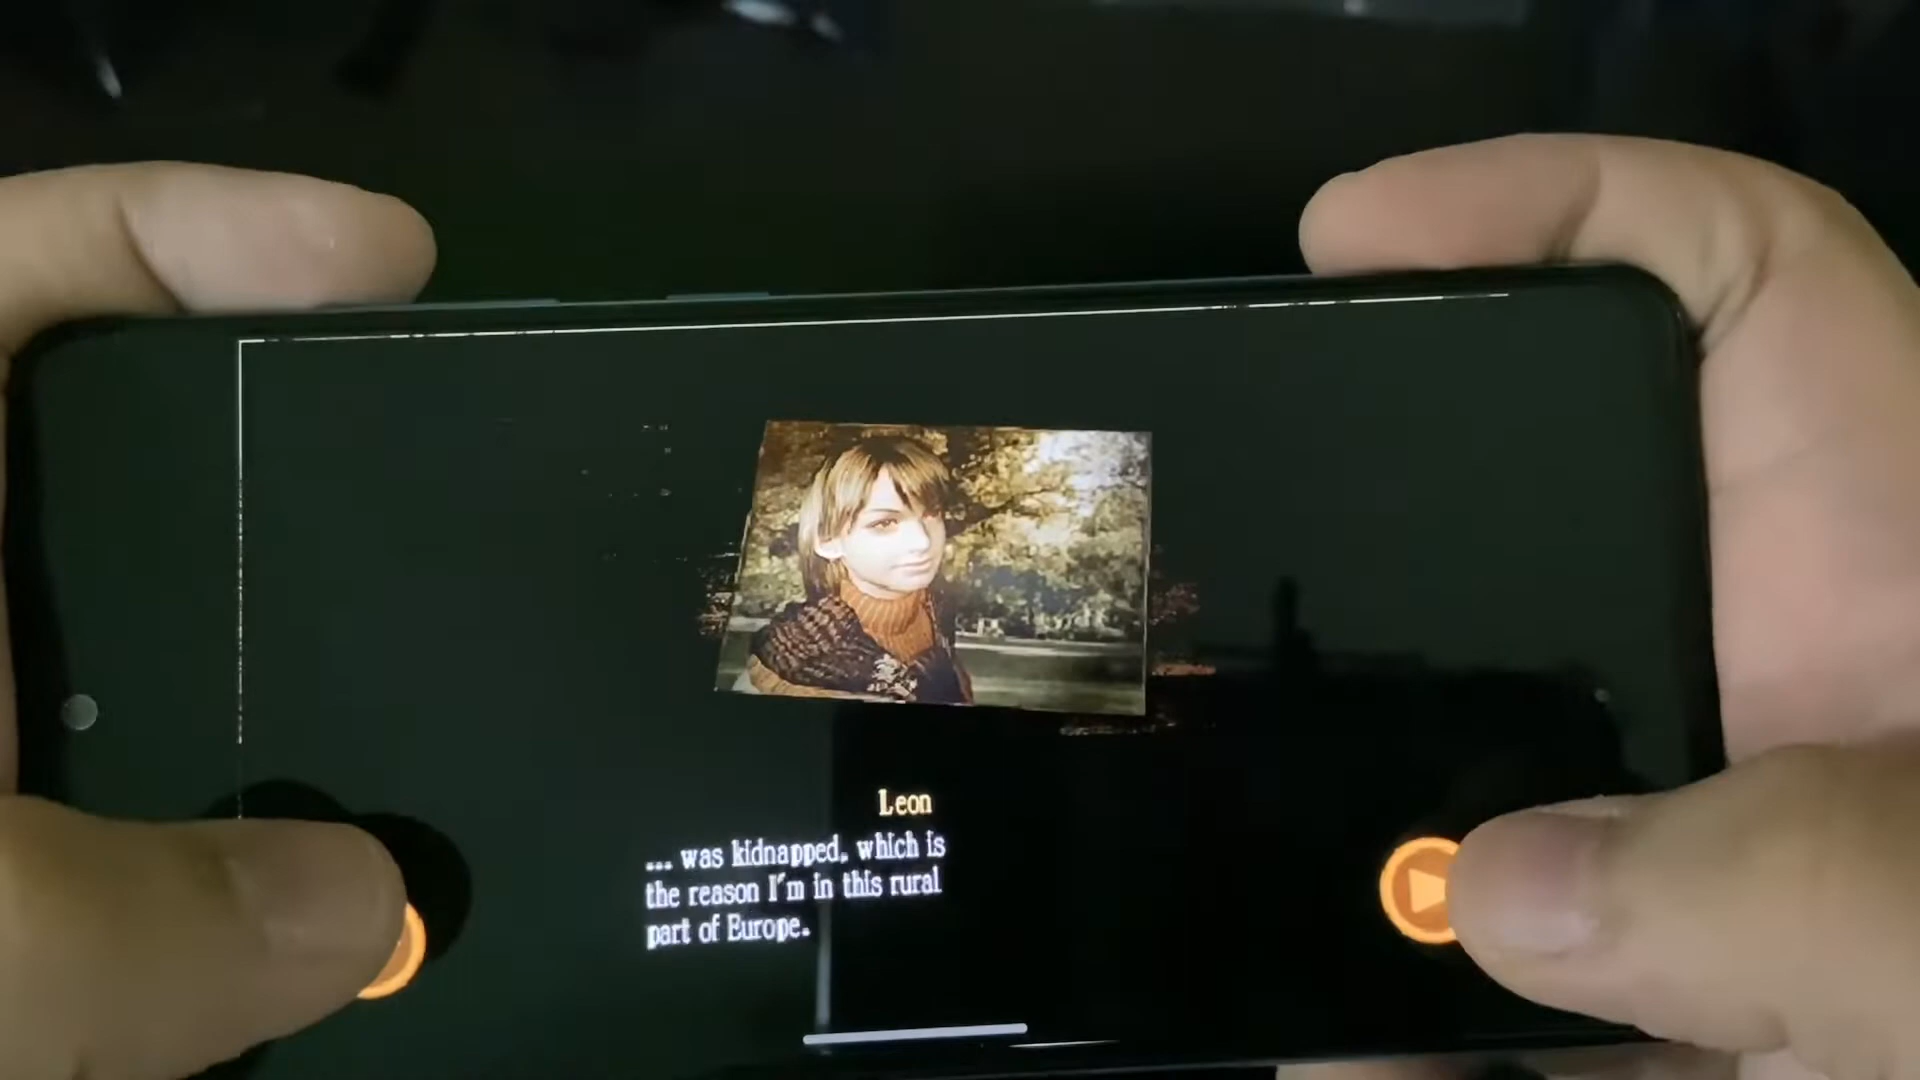 Leon
... was kidnapped, which is
the reason I'm in this rural
part of Europe.